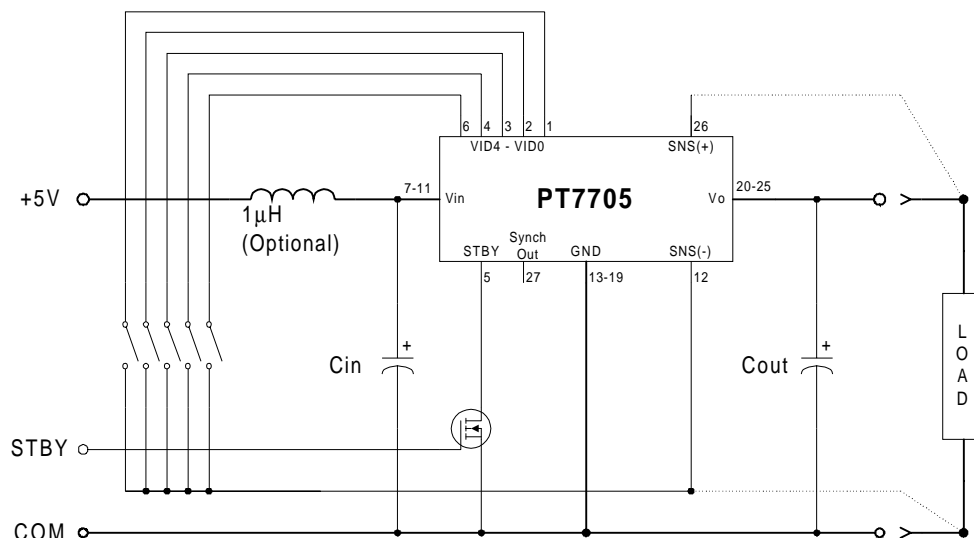 6 4 3 2 1
26
VID4 - VID0
SNS(+)
+5V
7-11
Vin
PT7705
Vo
20-25
1μH
(Optional)
STBY
Synch
Out
GND
SNS(-)
5
27
13-19
12
+
Cin
+
Cout
L
O
A
D
STBY
COM